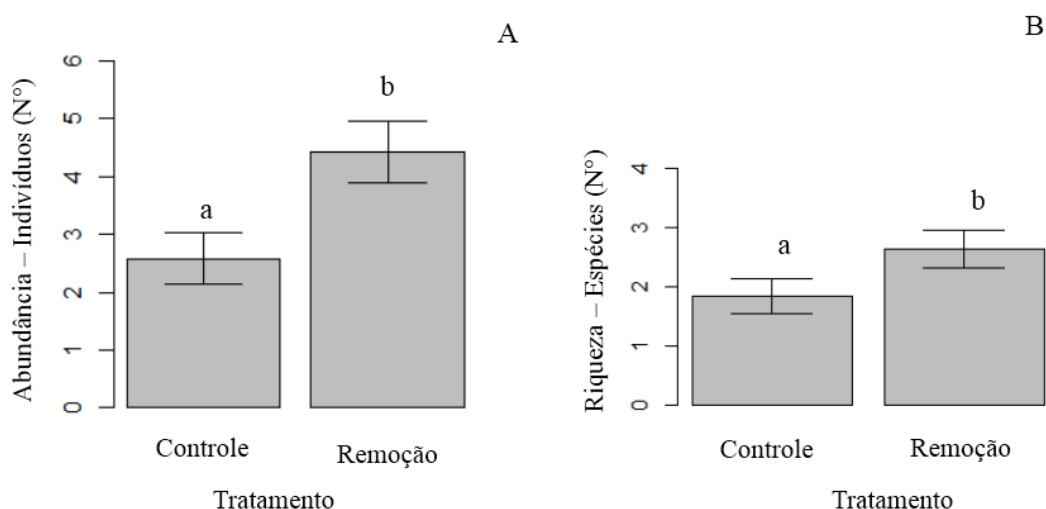 A
Abundância – Indivíduos (N°)
6
5
4
3
2
1
0
a
b
Controle
Remoção
Tratamento
B
Riqueza – Espécies (N°)
4
3
2
1
0
a
b
Controle
Remoção
Tratamento